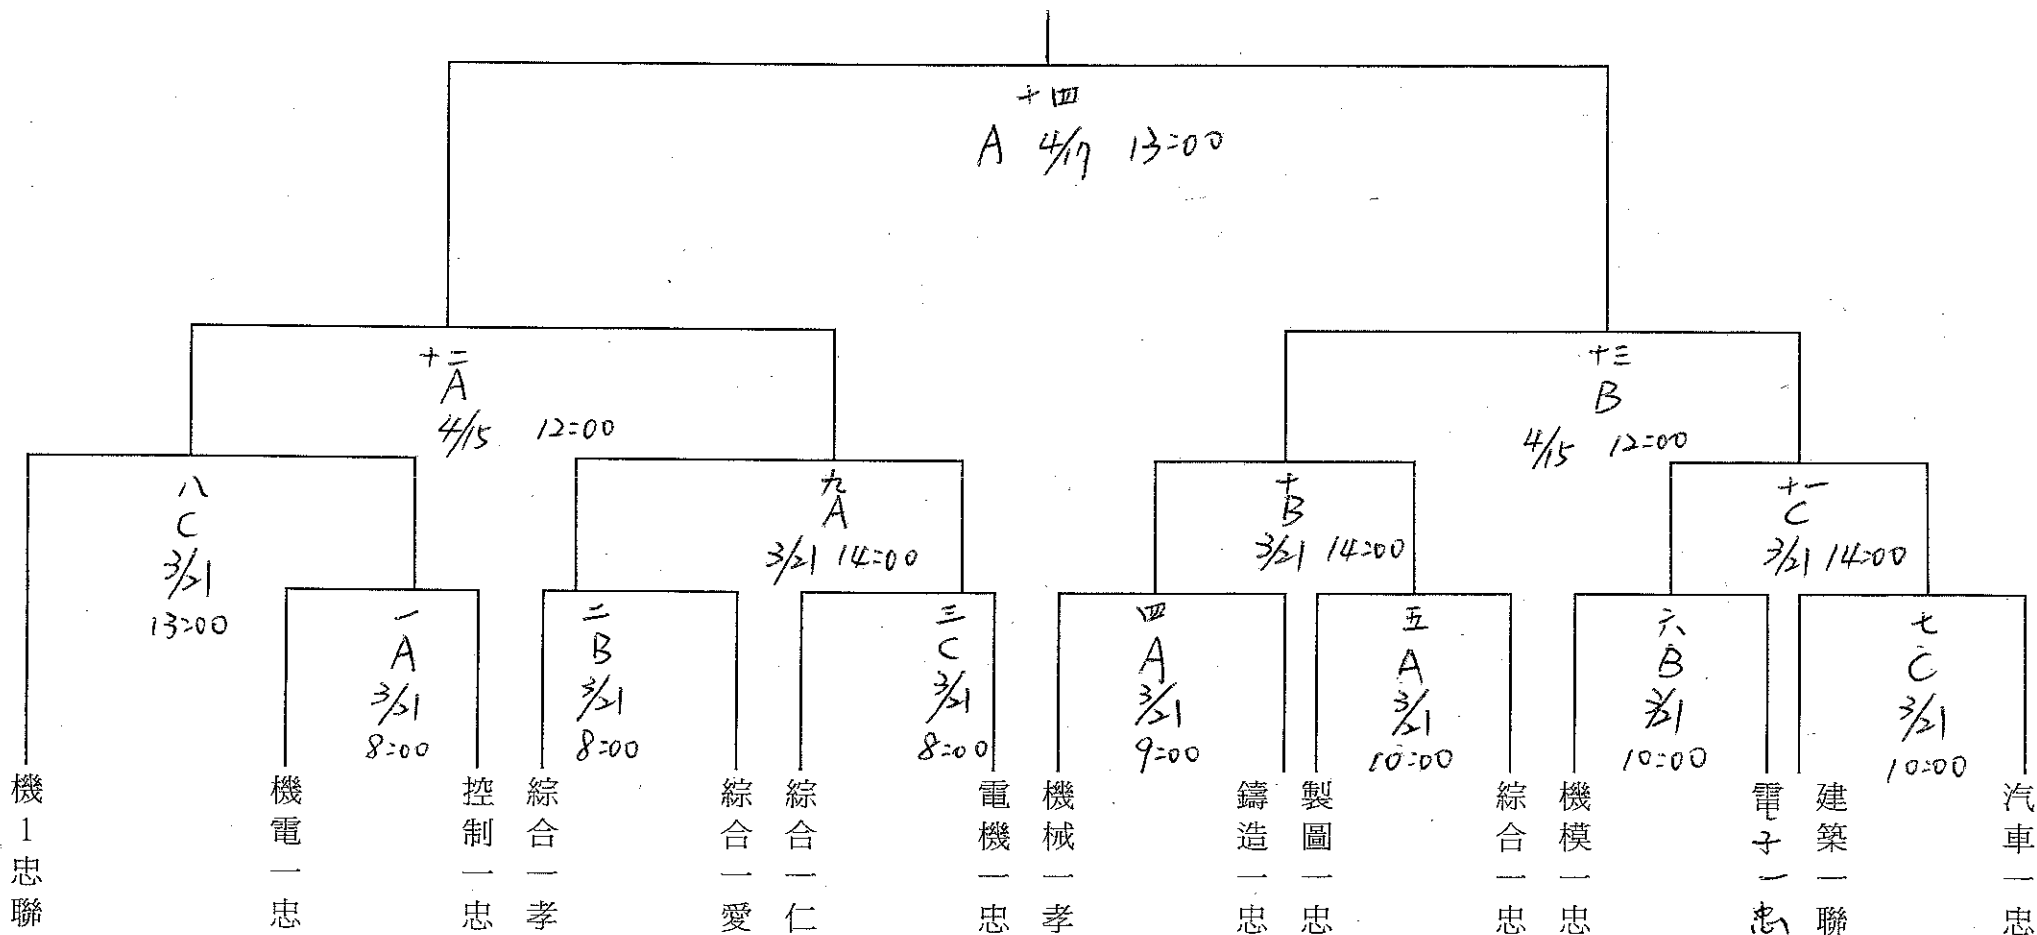 十四
A 4/17 13:00
十二
A
4/15 12:00
十三
B
4/15 12:00
八
C
3/21
13:00
九
A
3/21 14:00
十
B
3/21 14:00
十一
C
3/21 14:00
一
A
3/21
8:00
二
B
3/21
8:00
三
C
3/21
8:00
四
A
3/21
9:00
五
A
3/21
10:00
六
B
3/21
10:00
七
C
3/21
10:00
機1忠聯
機電一忠
控制一忠
綜合一孝
綜合一愛
綜合一仁
電機一忠
機械一孝
鑄造一忠
製圖一忠
綜合一忠
機模一忠
電子一忠
建築一聯
汽車一忠